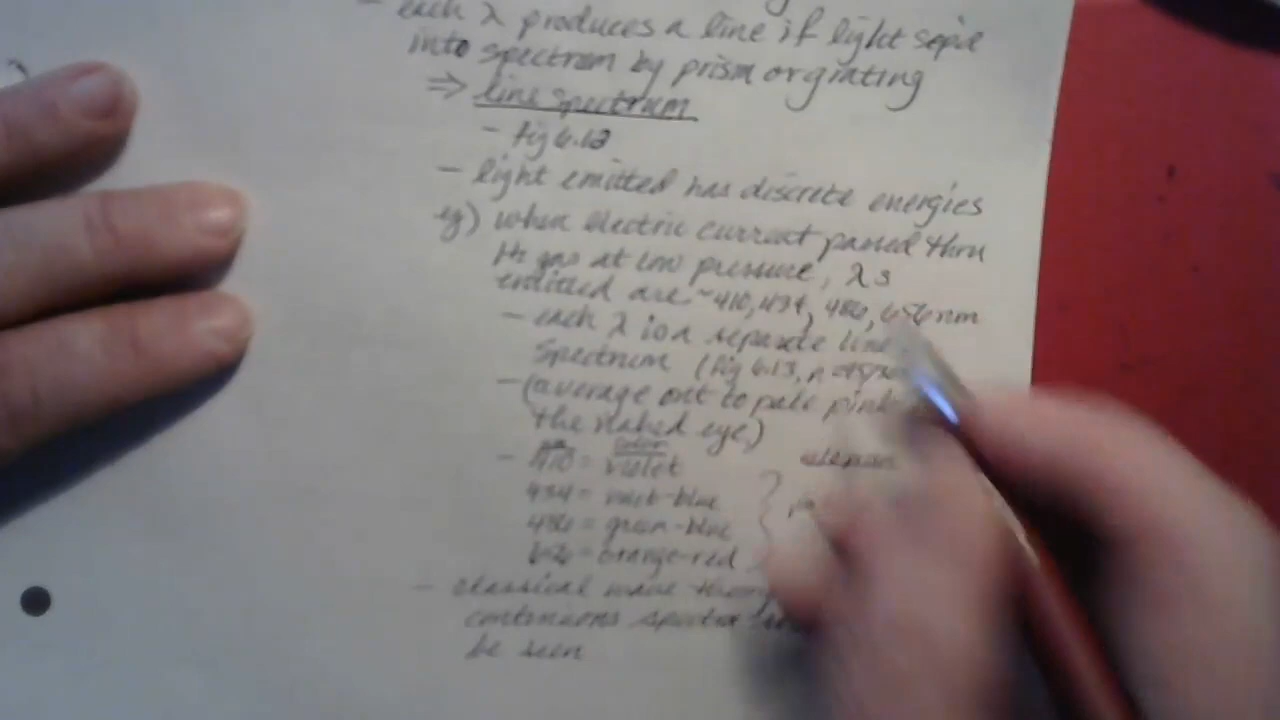 - each λ produces a line if light sep'd
into spectrum by prism or grating
⇒ line spectrum
- fig 6.12
- light emitted has discrete energies
eg) when electric current passed thru
H₂ gas at low pressure, λs
emitted are ~410, 434, 486, 656 nm
- each λ is a separate line
spectrum (fig 6.13, p
- (average out to pale pink
the naked eye)
- nm color
410 = violet
434 = violet-blue
486 = green-blue
= orange-red
- classical wave theory
continuous spectra
be seen